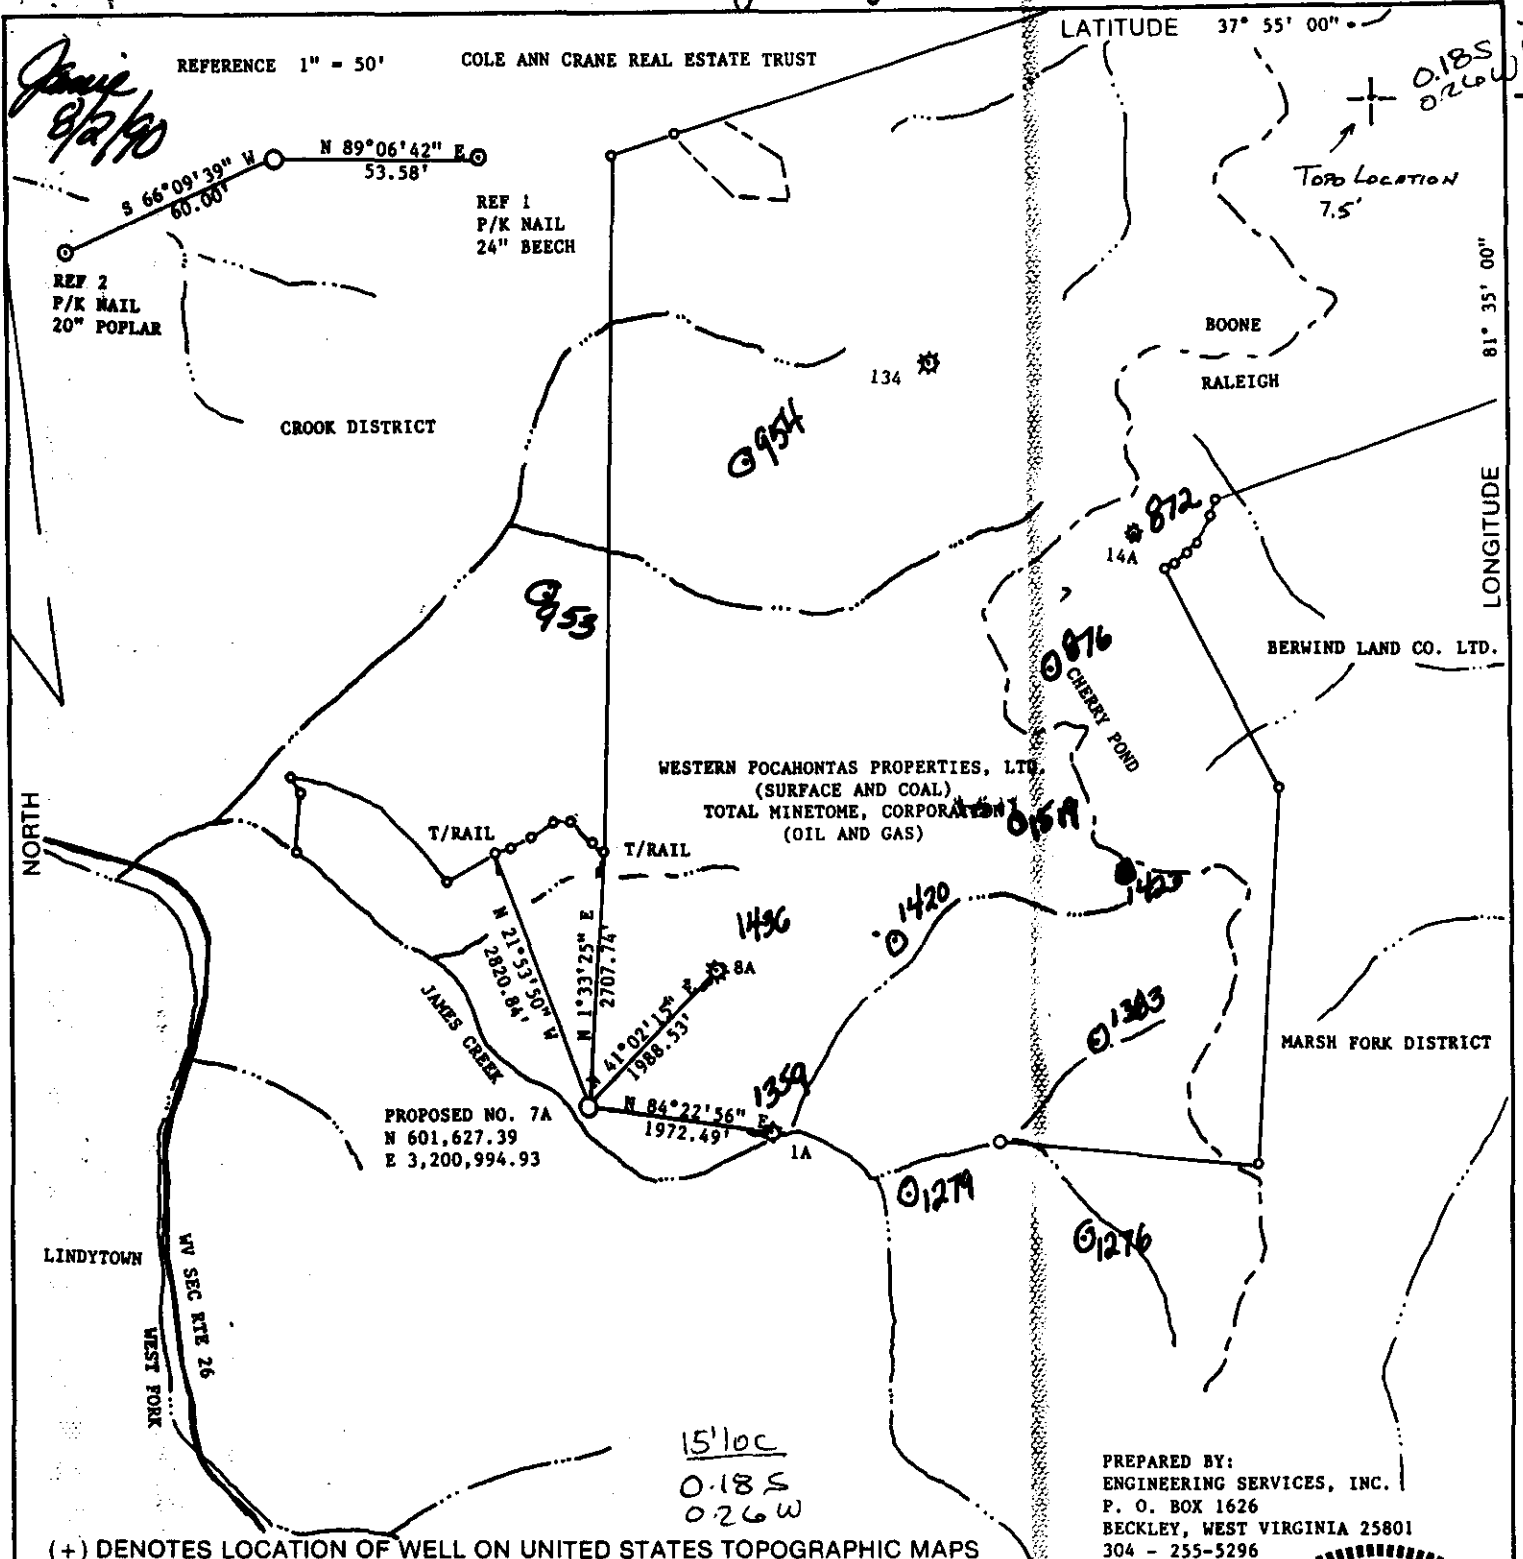 LATITUDE 37° 55' 00"
REFERENCE 1" = 50'
COLE ANN CRANE REAL ESTATE TRUST
Jamie
8/2/90
0.18S
0.26W
TOPO LOCATION
7.5'
S 66°09'39" W
60.00'
N 89°06'42" E
53.58'
REF 1
P/K NAIL
24" BEECH
REF 2
P/K NAIL
20" POPLAR
81° 35' 00"
LONGITUDE
BOONE
RALEIGH
134
954
CROOK DISTRICT
872
14A
953
876
CHERRY POND
BERWIND LAND CO. LTD.
WESTERN POCAHONTAS PROPERTIES, LTD.
(SURFACE AND COAL)
TOTAL MINETOME, CORPORATION
(OIL AND GAS)
1519
NORTH
T/RAIL
T/RAIL
1423
1420
1436
8A
N 21°53'50" W
2820.84'
N 1°33'25" E
2707.74'
N 41°02'15" E
1988.53'
JAMES CREEK
1383
MARSH FORK DISTRICT
1359
N 84°22'56" E
1972.49'
1A
PROPOSED NO. 7A
N 601,627.39
E 3,200,994.93
1279
1276
LINDYTOWN
WV SEC RTE 26
WEST FORK
15' loc
0.18 S
0.26 W
PREPARED BY:
ENGINEERING SERVICES, INC.
P. O. BOX 1626
BECKLEY, WEST VIRGINIA 25801
304 - 255-5296
(+) DENOTES LOCATION OF WELL ON UNITED STATES TOPOGRAPHIC MAPS